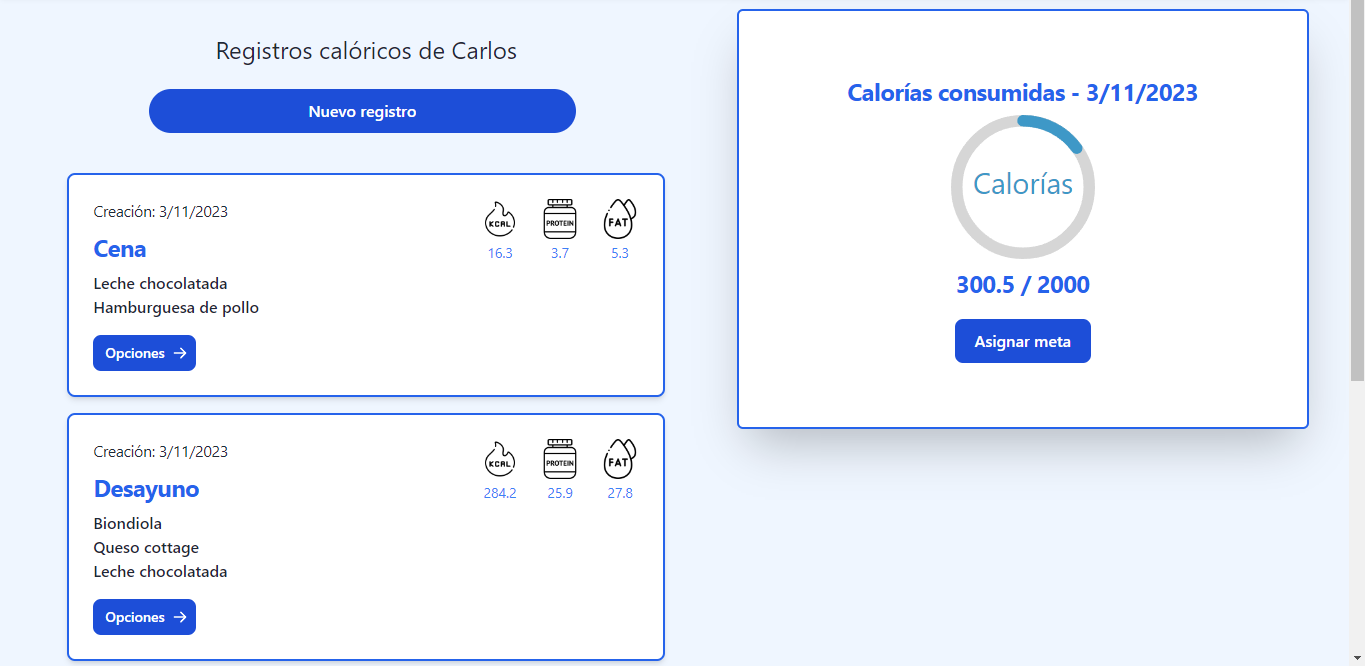 Registros calóricos de Carlos
Nuevo registro
Creación: 3/11/2023
Cena
Leche chocolatada
Hamburguesa de pollo
Opciones
KCAL
PROTEIN
FAT
16.3
3.7
5.3
Creación: 3/11/2023
Desayuno
Biondiola
Queso cottage
Leche chocolatada
Opciones
KCAL
PROTEIN
FAT
284.2
25.9
27.8
Calorías consumidas - 3/11/2023
Calorías
300.5 / 2000
Asignar meta